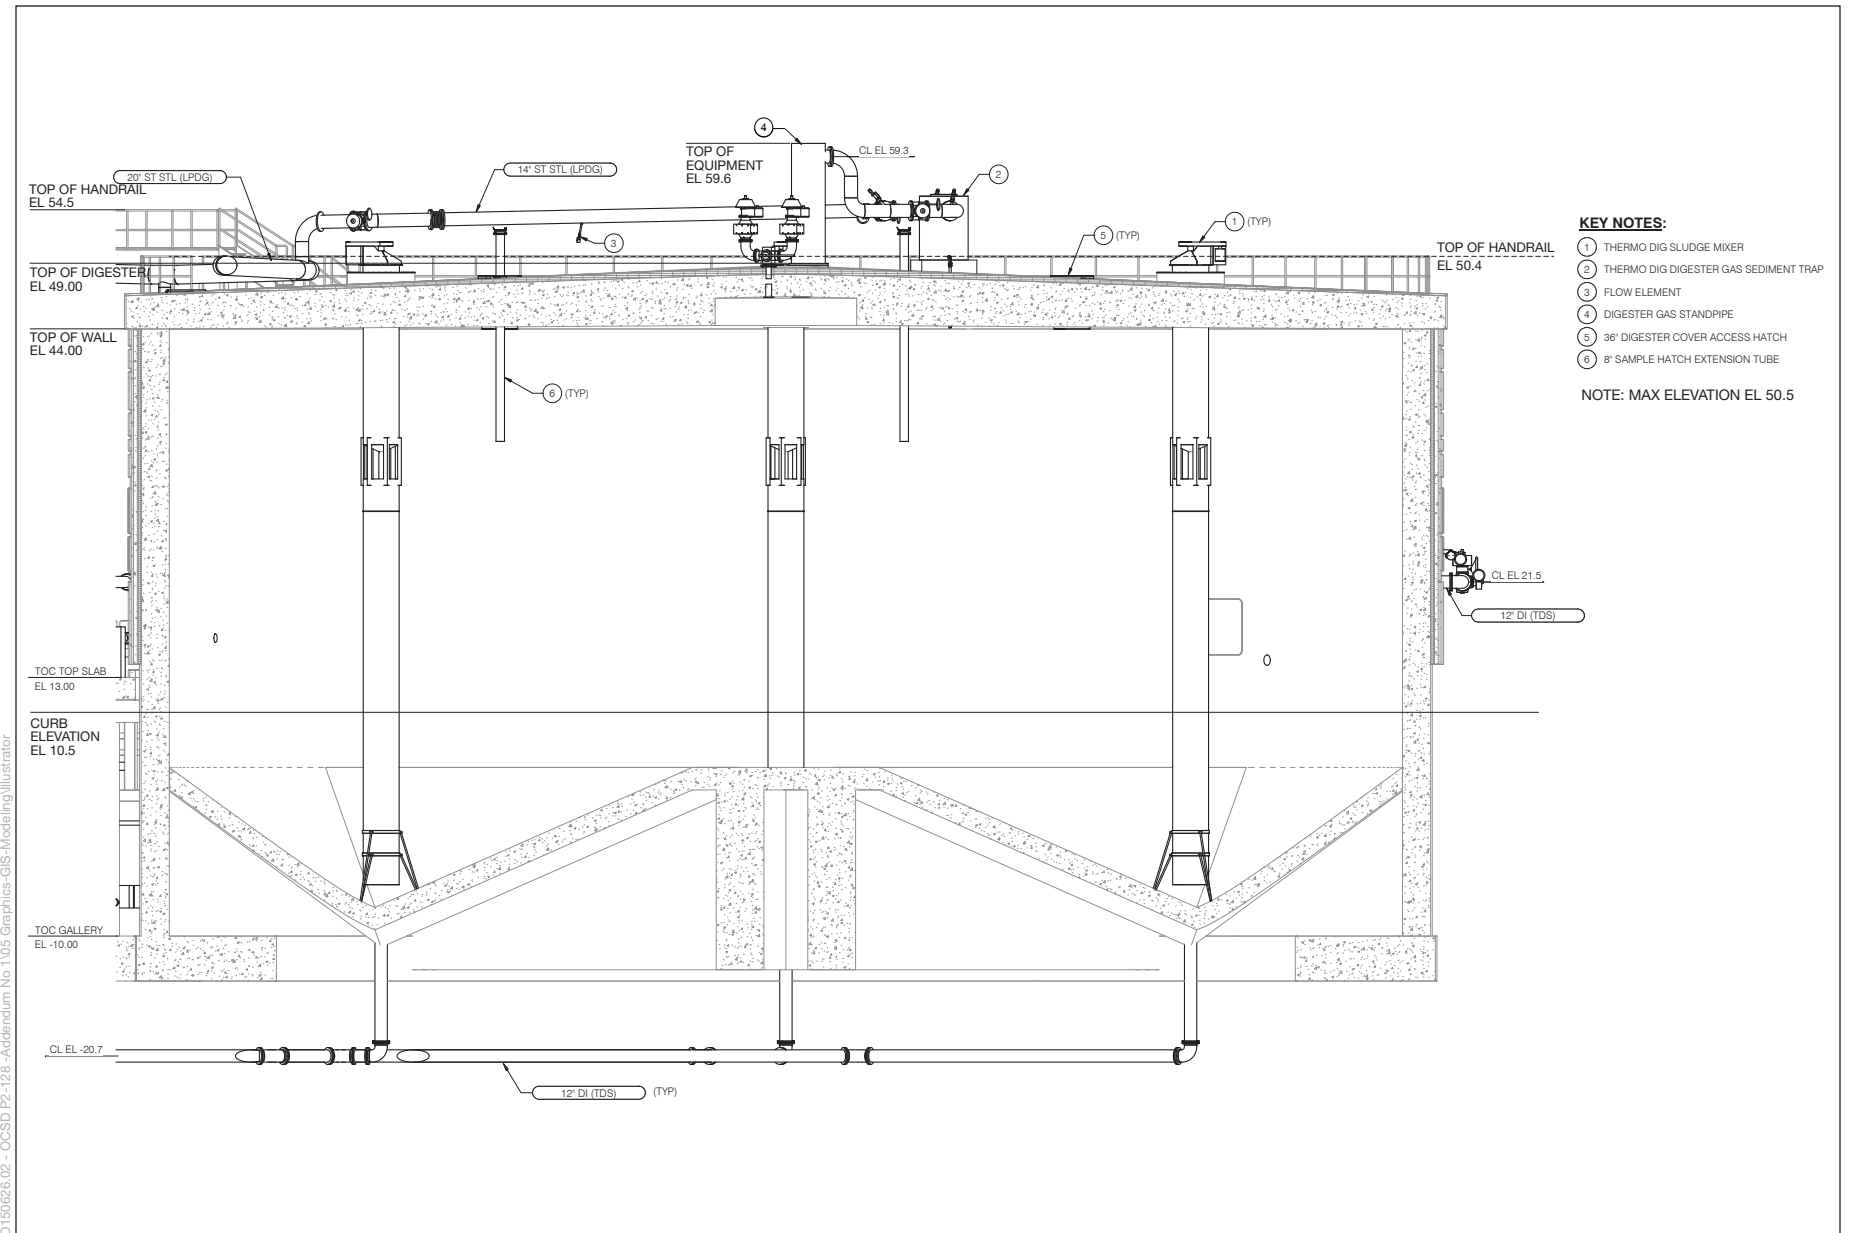 4
TOP OF
EQUIPMENT
EL 59.6
CL EL 59.3
2
20" ST STL (LPDG)
14" ST STL (LPDG)
TOP OF HANDRAIL
EL 54.5
3
5 (TYP)
1 (TYP)
TOP OF HANDRAIL
EL 50.4
TOP OF DIGESTER
EL 49.00
TOP OF WALL
EL 44.00
6 (TYP)
KEY NOTES:
1 THERMO DIG SLUDGE MIXER
2 THERMO DIG DIGESTER GAS SEDIMENT TRAP
3 FLOW ELEMENT
4 DIGESTER GAS STANDPIPE
5 36" DIGESTER COVER ACCESS HATCH
6 8" SAMPLE HATCH EXTENSION TUBE
NOTE: MAX ELEVATION EL 50.5
CL EL 21.5
12" DI (TDS)
TOC TOP SLAB
EL 13.00
CURB
ELEVATION
EL 10.5
TOC GALLERY
EL -10.00
CL EL -20.7
12" DI (TDS) (TYP)
D150626.02 - OCSD P2-128 -Addendum No 1\05 Graphics-GIS-Modeling\Illustrator